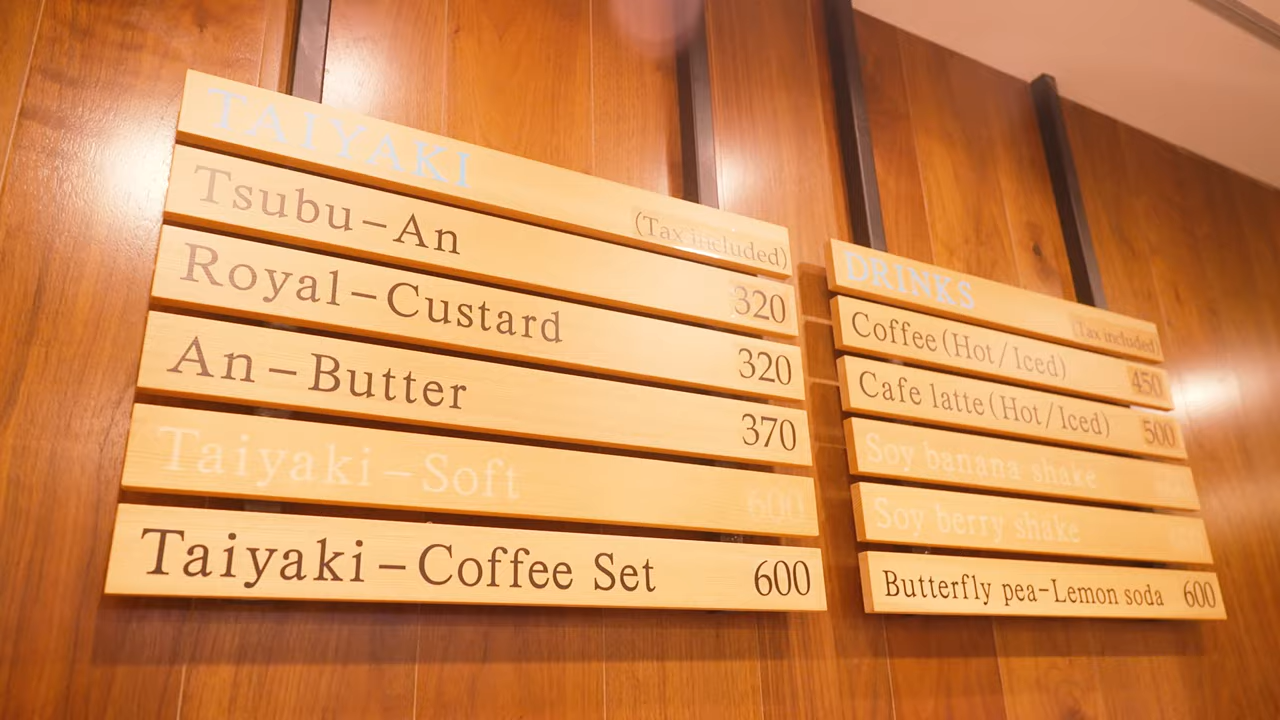 TAIYAKI
(Tax included)
Tsubu-An 320
Royal-Custard 320
An-Butter 370
Taiyaki-Soft 600
Taiyaki-Coffee Set 600
DRINKS
Tax included)
Coffee(Hot/Iced) 450
Cafe latte(Hot/Iced) 500
Soy banana shake
Soy berry shake
Butterfly pea-Lemon soda 600